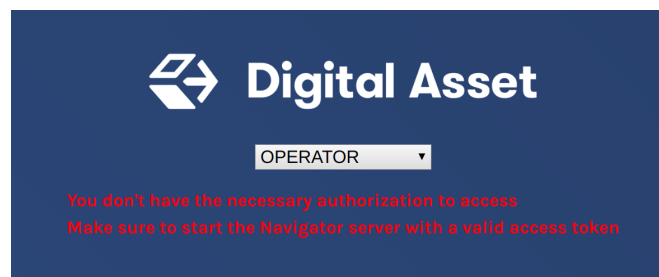 Digital Asset
OPERATOR
You don't have the necessary authorization to access
Make sure to start the Navigator server with a valid access token